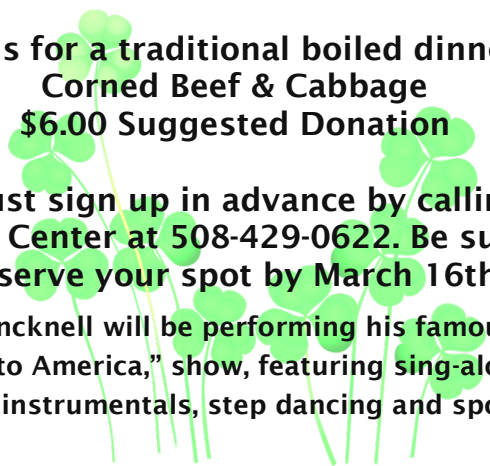 s for a traditional boiled dinn
Corned Beef & Cabbage
$6.00 Suggested Donation
ust sign up in advance by calli
Center at 508-429-0622. Be su
serve your spot by March 16th
ncknell will be performing his famou
to America,” show, featuring sing-alo
instrumentals, step dancing and spo